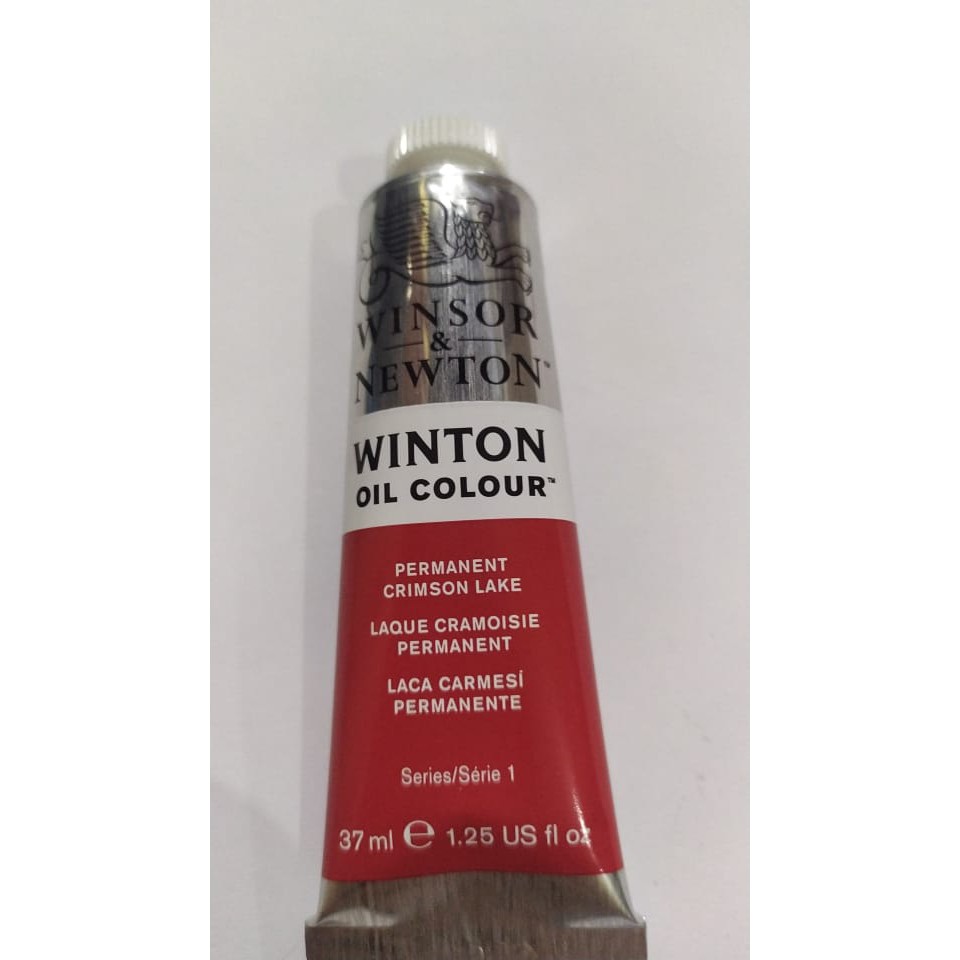 WINSOR
&
NEWTON™
WINTON
OIL COLOUR™
PERMANENT
CRIMSON LAKE
LAQUE CRAMOISIE
PERMANENT
LACA CARMESÍ
PERMANENTE
Series/Série 1
37 ml ℮ 1.25 US fl oz